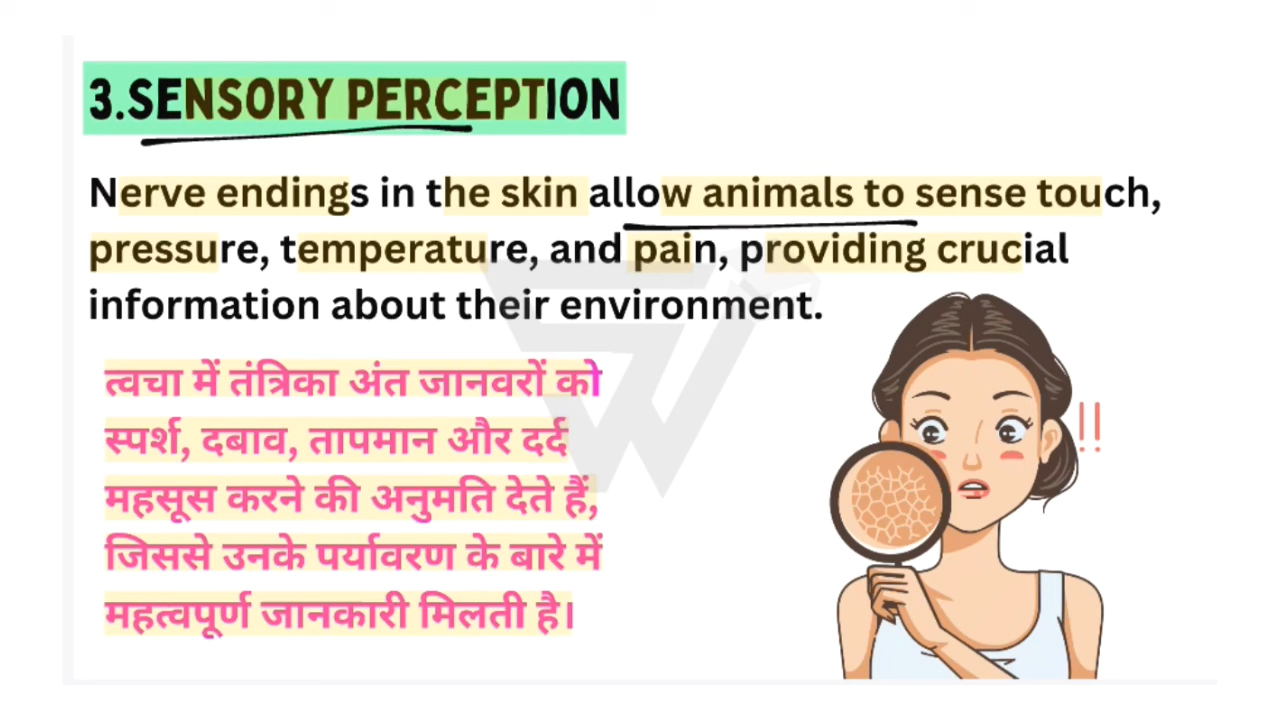 3.SENSORY PERCEPTION
Nerve endings in the skin allow animals to sense touch,
pressure, temperature, and pain, providing crucial
information about their environment.
त्वचा में तंत्रिका अंत जानवरों को
स्पर्श, दबाव, तापमान और दर्द
महसूस करने की अनुमति देते हैं,
जिससे उनके पर्यावरण के बारे में
महत्वपूर्ण जानकारी मिलती है।
!!